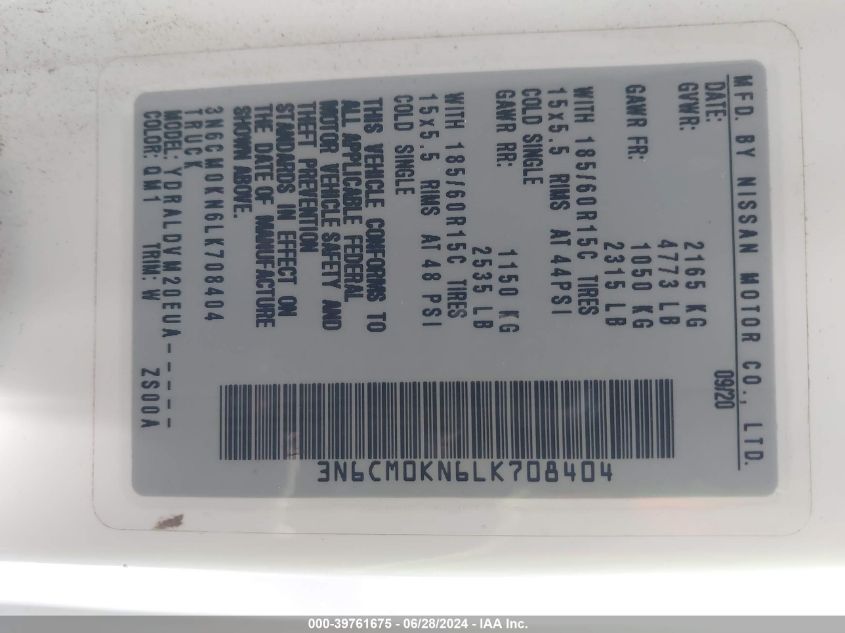 MFD. BY NISSAN MOTOR CO., LTD.
DATE: 09/20
GVWR: 2165 KG
4773 LB
GAWR FR: 1050 KG
2315 LB
WITH 185/60R15C TIRES
15x5.5 RIMS AT 44PSI
COLD SINGLE
GAWR RR: 1150 KG
2535 LB
WITH 185/60R15C TIRES
15x5.5 RIMS AT 48 PSI
COLD SINGLE
THIS VEHICLE CONFORMS TO
ALL APPLICABLE FEDERAL
MOTOR VEHICLE SAFETY AND
THEFT PREVENTION
STANDARDS IN EFFECT ON
THE DATE OF MANUFACTURE
SHOWN ABOVE.
3N6CM0KN6LK708404
TRUCK
MODEL: YDRALDVM20EUA-----
COLOR: QM1 TRIM: W ZS00A
3N6CM0KN6LK708404
000-39761675 - 06/28/2024 - IAA Inc.